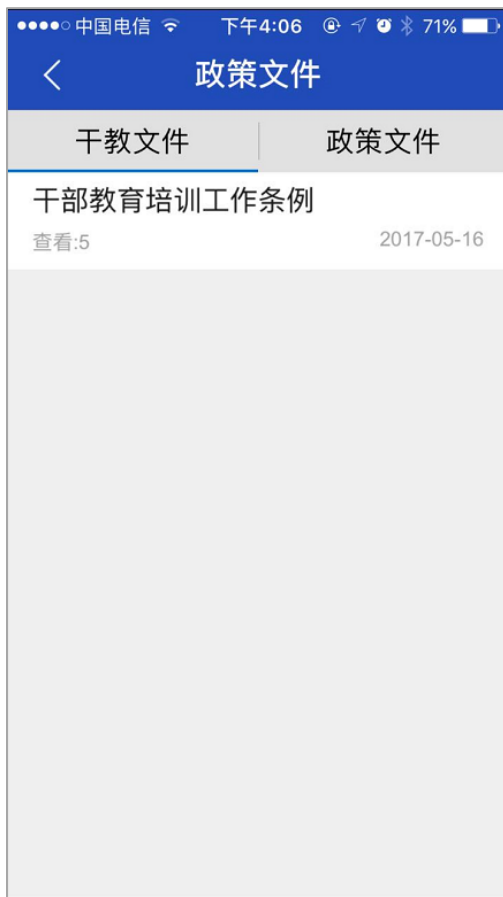 中国电信 下午4:06 71%
政策文件
干教文件 政策文件
干部教育培训工作条例
查看:5 2017-05-16